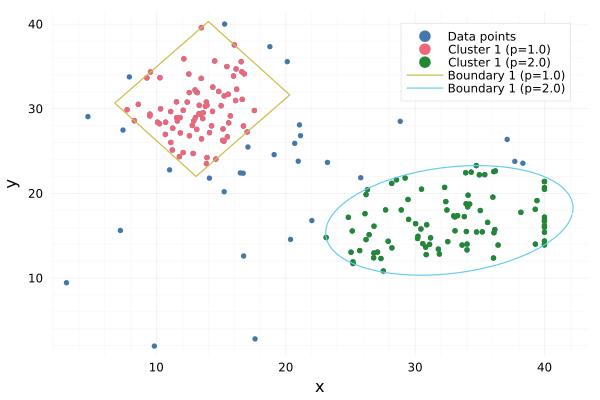 40
30
20
10
y
10
20
30
40
x
Data points
Cluster 1 (p=1.0)
Cluster 1 (p=2.0)
Boundary 1 (p=1.0)
Boundary 1 (p=2.0)